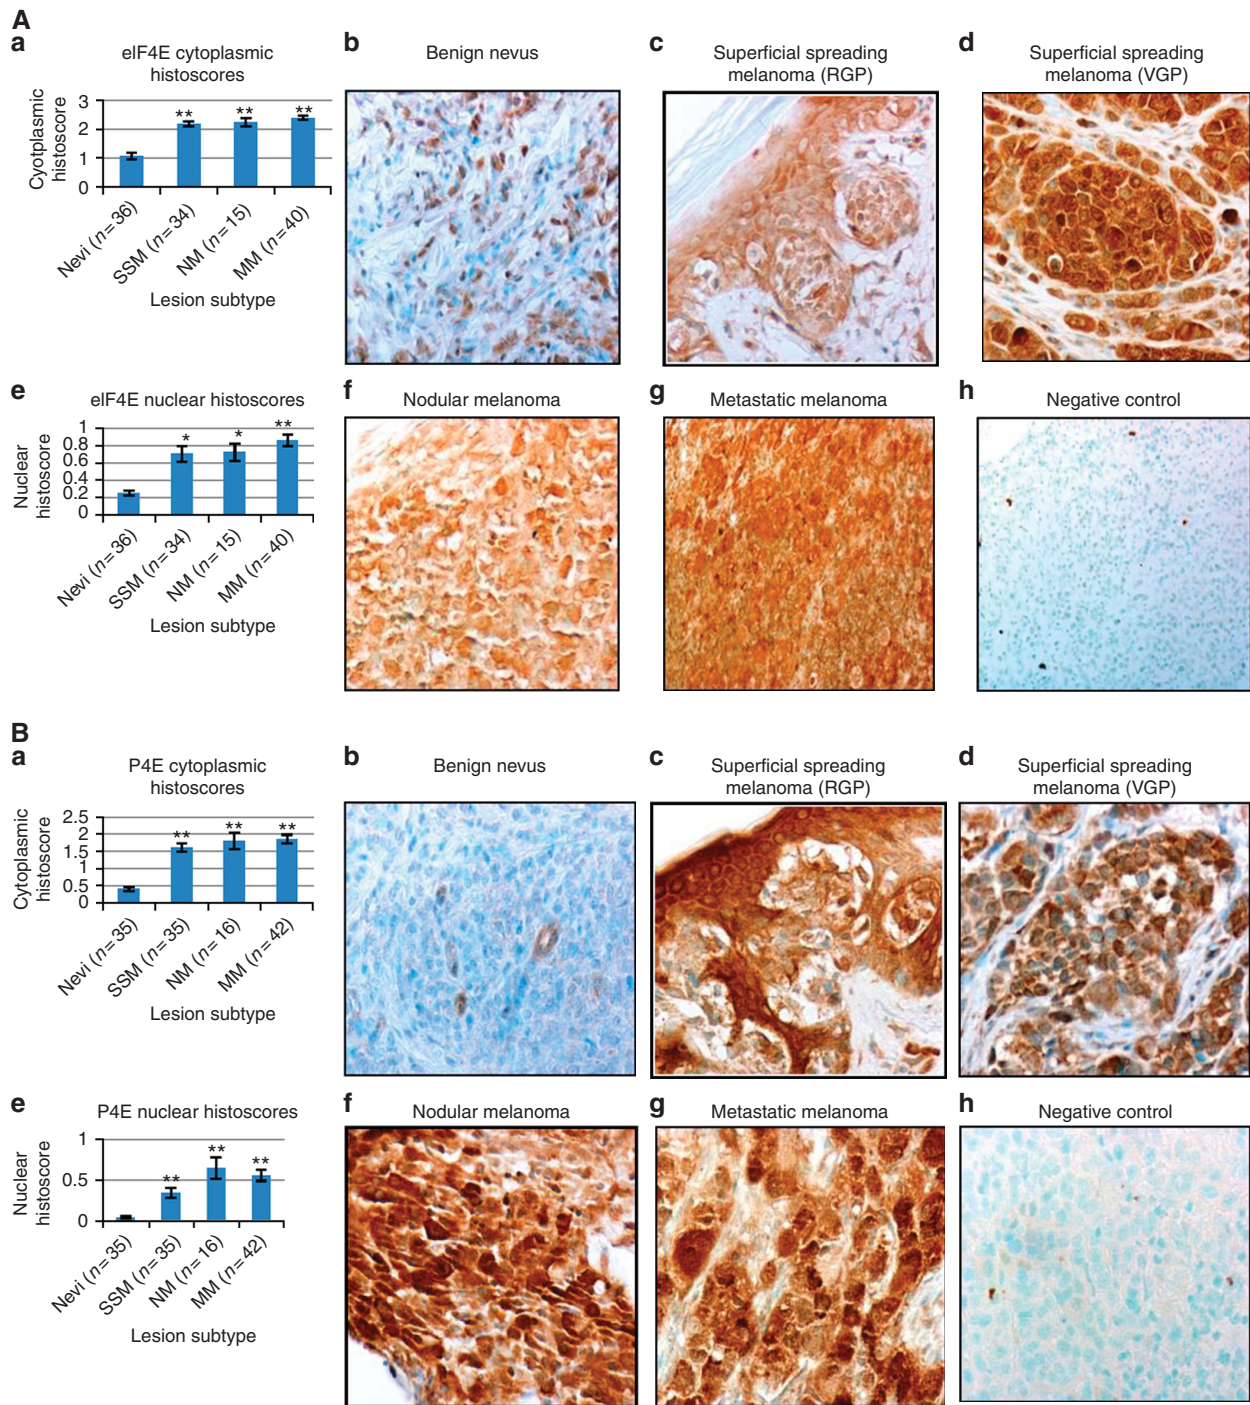 A
a
eIF4E cytoplasmic
histoscores
Cyotplasmic
histoscore
3
2
1
0
**
**
**
Nevi (n=36)
SSM (n=34)
NM (n=15)
MM (n=40)
Lesion subtype
b
Benign nevus
c
Superficial spreading
melanoma (RGP)
d
Superficial spreading
melanoma (VGP)
e
eIF4E nuclear histoscores
Nuclear
histoscore
1
0.8
0.6
0.4
0.2
0
*
*
**
Nevi (n=36)
SSM (n=34)
NM (n=15)
MM (n=40)
Lesion subtype
f
Nodular melanoma
g
Metastatic melanoma
h
Negative control
B
a
P4E cytoplasmic
histoscores
Cytoplasmic
histoscore
2.5
2
1.5
1
0.5
0
**
**
**
Nevi (n=35)
SSM (n=35)
NM (n=16)
MM (n=42)
Lesion subtype
b
Benign nevus
c
Superficial spreading
melanoma (RGP)
d
Superficial spreading
melanoma (VGP)
e
P4E nuclear histoscores
Nuclear
histoscore
1
0.5
0
**
**
**
Nevi (n=35)
SSM (n=35)
NM (n=16)
MM (n=42)
Lesion subtype
f
Nodular melanoma
g
Metastatic melanoma
h
Negative control